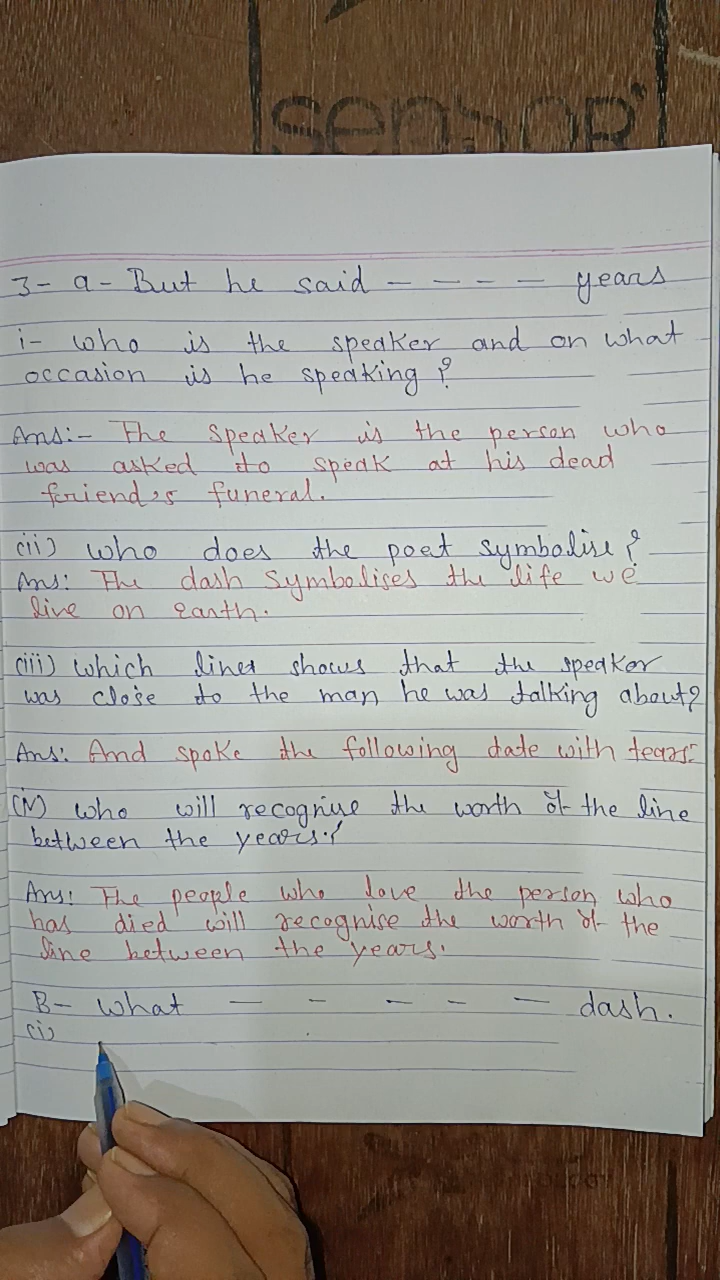 sensor
3- a- But he said - - - - years
i- who is the speaker and on what
occasion is he speaking ?
Ans:- The speaker is the person who
was asked to speak at his dead
friend,s funeral.
(ii) who does the poet symbolise ?
Ans: The dash symbolises the life we
live on earth.
(iii) which lines shows that the speaker
was close to the man he was talking about?
Ans: And spoke the following date with tears.
(iv) who will recognise the worth of the line
between the years.?
Ans: The people who love the person who
has died will recognise the worth of the
line between the years.
B- what - - - - - dash.
(i)